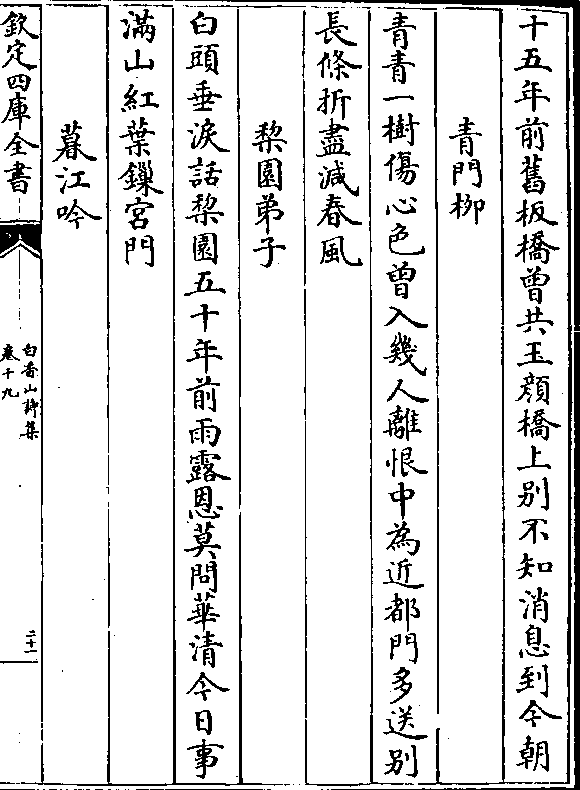 十五年前舊板橋曾共玉顔橋上别不知消息到今朝
青門栁
青青一樹傷心色曾入幾人離恨中為近都門多送别
長條折盡減春風
梨園弟子
白頭垂淚話梨園五十年前雨露恩莫問華清今日事
滿山紅葉鏁宮門
暮江吟
欽定四庫全書
白香山詩集
卷十九
二十一